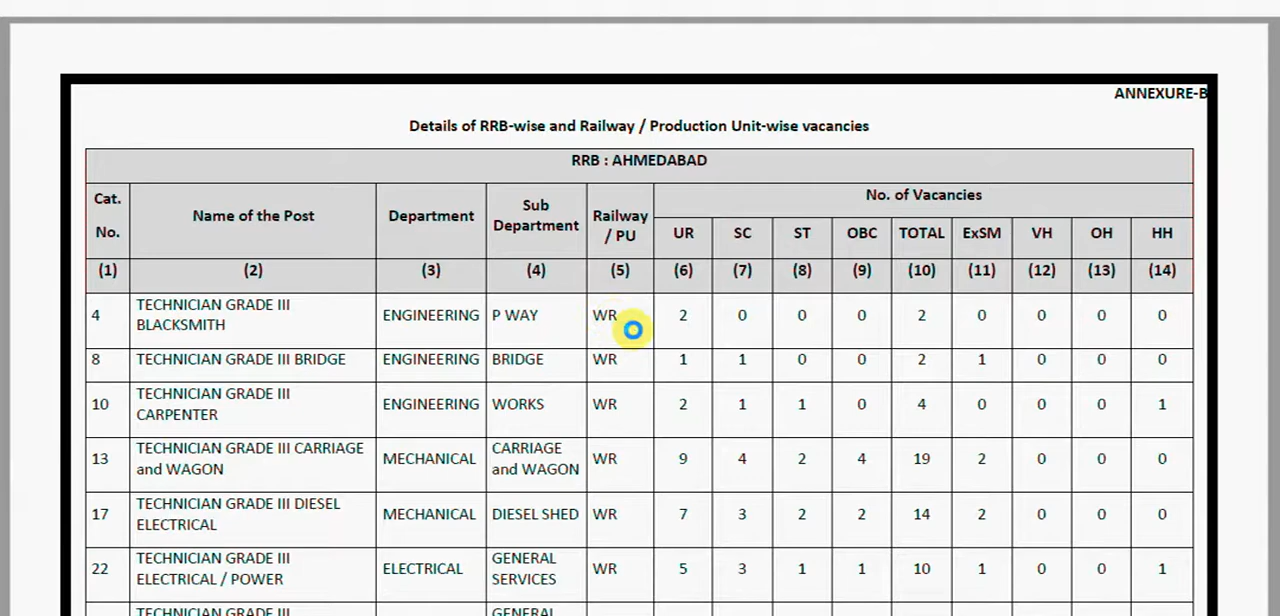 ANNEXURE-B
Details of RRB-wise and Railway / Production Unit-wise vacancies
RRB : AHMEDABAD
Cat. No. Name of the Post Department Sub Department Railway / PU No. of Vacancies
UR SC ST OBC TOTAL ExSM VH OH HH
(1) (2) (3) (4) (5) (6) (7) (8) (9) (10) (11) (12) (13) (14)
4 TECHNICIAN GRADE III BLACKSMITH ENGINEERING P WAY WR 2 0 0 0 2 0 0 0 0
8 TECHNICIAN GRADE III BRIDGE ENGINEERING BRIDGE WR 1 1 0 0 2 1 0 0 0
10 TECHNICIAN GRADE III CARPENTER ENGINEERING WORKS WR 2 1 1 0 4 0 0 0 1
13 TECHNICIAN GRADE III CARRIAGE and WAGON MECHANICAL CARRIAGE and WAGON WR 9 4 2 4 19 2 0 0 0
17 TECHNICIAN GRADE III DIESEL ELECTRICAL MECHANICAL DIESEL SHED WR 7 3 2 2 14 2 0 0 0
22 TECHNICIAN GRADE III ELECTRICAL / POWER ELECTRICAL GENERAL SERVICES WR 5 3 1 1 10 1 0 0 1
TECHNICIAN GRADE III GENERAL